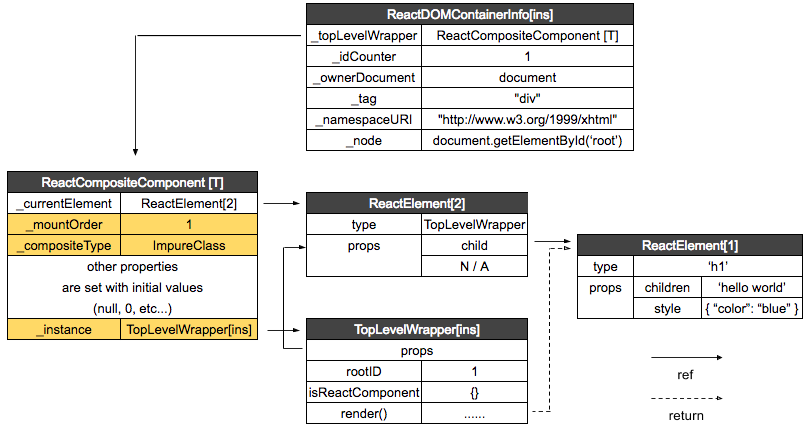 ReactDOMContainerInfo[ins]
_topLevelWrapper ReactCompositeComponent [T]
_idCounter 1
_ownerDocument document
_tag "div"
_namespaceURI "http://www.w3.org/1999/xhtml"
_node document.getElementById(‘root’)
ReactCompositeComponent [T]
_currentElement ReactElement[2]
_mountOrder 1
_compositeType ImpureClass
other properties
are set with initial values
(null, 0, etc...)
_instance TopLevelWrapper[ins]
ReactElement[2]
type TopLevelWrapper
props child
N / A
ReactElement[1]
type ‘h1’
props children ‘hello world’
style { “color”: “blue” }
TopLevelWrapper[ins]
props
rootID 1
isReactComponent {}
render() ......
ref
return